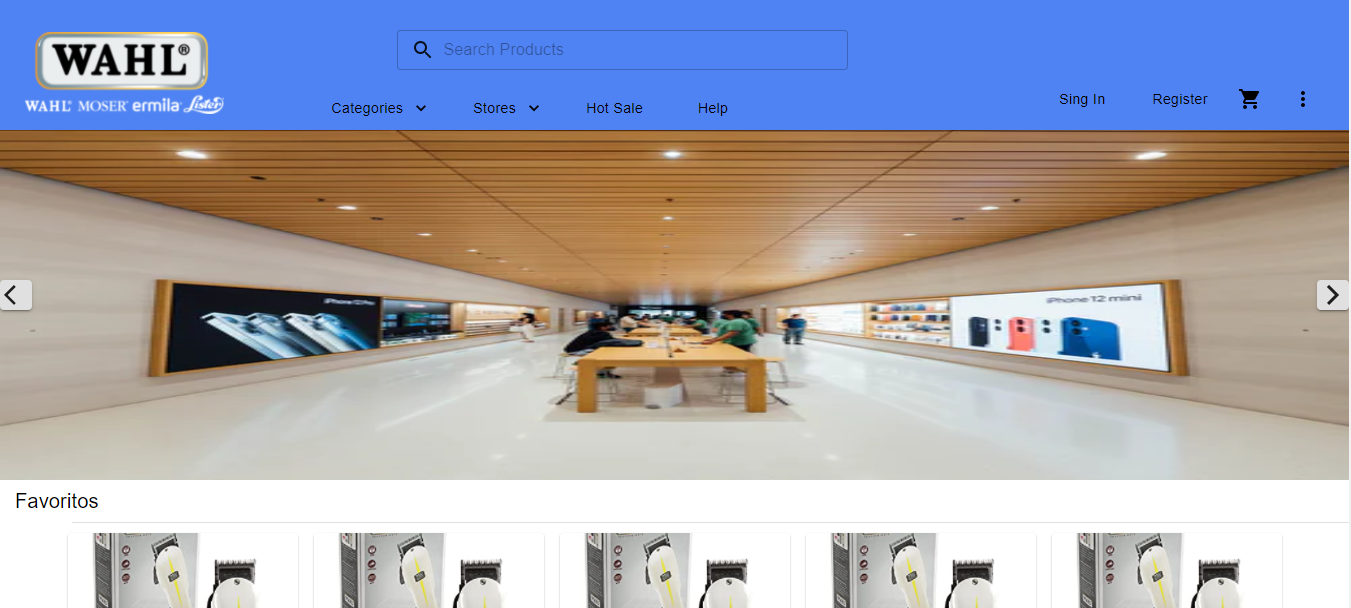 WAHL®
WAHL® MOSER® ermila® Lister
Search Products
Categories
Stores
Hot Sale
Help
Sing In
Register
iPhone 12 Pro
iPhone 12 mini
Favoritos